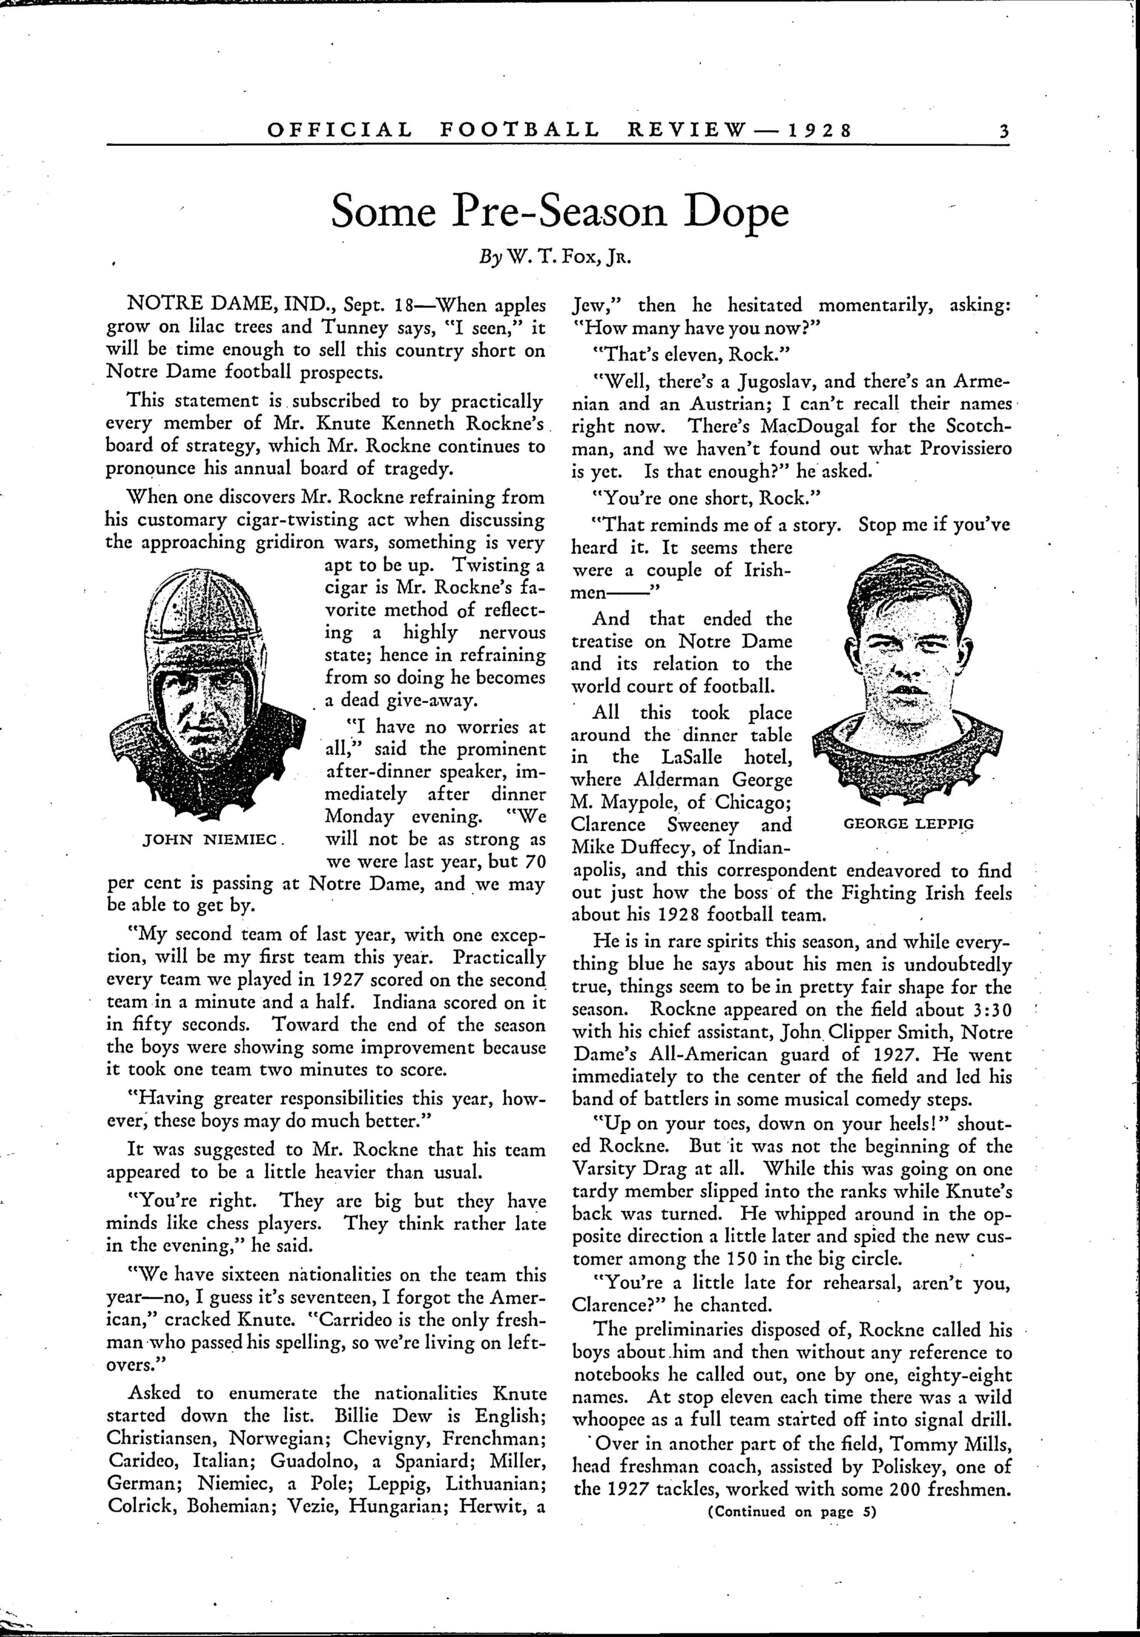 OFFICIAL FOOTBALL REVIEW—1928 3
Some Pre-Season Dope
By W. T. Fox, Jr.
NOTRE DAME, IND., Sept. 18—When apples
grow on lilac trees and Tunney says, "I seen," it
will be time enough to sell this country short on
Notre Dame football prospects.
This statement is subscribed to by practically
every member of Mr. Knute Kenneth Rockne's
board of strategy, which Mr. Rockne continues to
pronounce his annual board of tragedy.
When one discovers Mr. Rockne refraining from
his customary cigar-twisting act when discussing
the approaching gridiron wars, something is very
apt to be up. Twisting a
cigar is Mr. Rockne's fa-
vorite method of reflect-
ing a highly nervous
state; hence in refraining
from so doing he becomes
a dead give-away.
"I have no worries at
all," said the prominent
after-dinner speaker, im-
mediately after dinner
Monday evening. "We
will not be as strong as
we were last year, but 70
JOHN NIEMIEC.
per cent is passing at Notre Dame, and we may
be able to get by.
"My second team of last year, with one excep-
tion, will be my first team this year. Practically
every team we played in 1927 scored on the second
team in a minute and a half. Indiana scored on it
in fifty seconds. Toward the end of the season
the boys were showing some improvement because
it took one team two minutes to score.
"Having greater responsibilities this year, how-
ever, these boys may do much better."
It was suggested to Mr. Rockne that his team
appeared to be a little heavier than usual.
"You're right. They are big but they have
minds like chess players. They think rather late
in the evening," he said.
"We have sixteen nationalities on the team this
year—no, I guess it's seventeen, I forgot the Amer-
ican," cracked Knute. "Carrideo is the only fresh-
man who passed his spelling, so we're living on left-
overs."
Asked to enumerate the nationalities Knute
started down the list. Billie Dew is English;
Christiansen, Norwegian; Chevigny, Frenchman;
Carideo, Italian; Guadolno, a Spaniard; Miller,
German; Niemiec, a Pole; Leppig, Lithuanian;
Colrick, Bohemian; Vezie, Hungarian; Herwit, a
Jew," then he hesitated momentarily, asking:
"How many have you now?"
"That's eleven, Rock."
"Well, there's a Jugoslav, and there's an Arme-
nian and an Austrian; I can't recall their names
right now. There's MacDougal for the Scotch-
man, and we haven't found out what Provissiero
is yet. Is that enough?" he asked.
"You're one short, Rock."
"That reminds me of a story. Stop me if you've
heard it. It seems there
were a couple of Irish-
men——"
And that ended the
treatise on Notre Dame
and its relation to the
world court of football.
All this took place
around the dinner table
in the LaSalle hotel,
where Alderman George
M. Maypole, of Chicago;
Clarence Sweeney and
Mike Duffecy, of Indian-
GEORGE LEPPIG
apolis, and this correspondent endeavored to find
out just how the boss of the Fighting Irish feels
about his 1928 football team.
He is in rare spirits this season, and while every-
thing blue he says about his men is undoubtedly
true, things seem to be in pretty fair shape for the
season. Rockne appeared on the field about 3:30
with his chief assistant, John Clipper Smith, Notre
Dame's All-American guard of 1927. He went
immediately to the center of the field and led his
band of battlers in some musical comedy steps.
"Up on your toes, down on your heels!" shout-
ed Rockne. But it was not the beginning of the
Varsity Drag at all. While this was going on one
tardy member slipped into the ranks while Knute's
back was turned. He whipped around in the op-
posite direction a little later and spied the new cus-
tomer among the 150 in the big circle.
"You're a little late for rehearsal, aren't you,
Clarence?" he chanted.
The preliminaries disposed of, Rockne called his
boys about him and then without any reference to
notebooks he called out, one by one, eighty-eight
names. At stop eleven each time there was a wild
whoopee as a full team started off into signal drill.
Over in another part of the field, Tommy Mills,
head freshman coach, assisted by Poliskey, one of
the 1927 tackles, worked with some 200 freshmen.
(Continued on page 5)